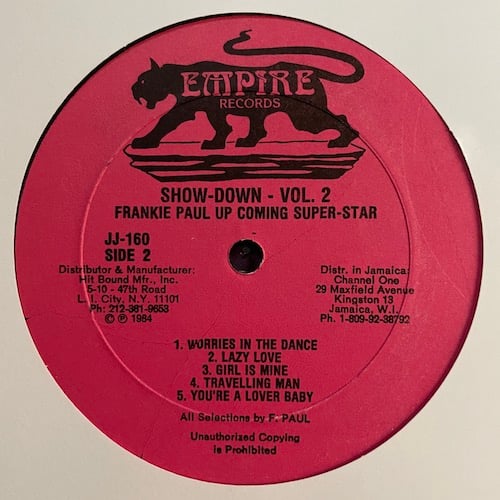 EMPIRE
RECORDS
SHOW-DOWN - VOL. 2
FRANKIE PAUL UP COMING SUPER-STAR
JJ-160
SIDE 2
Distributor & Manufacturer:
Hit Bound Mfr., Inc.
5-10 - 47th Road
L. I. City, N.Y. 11101
Ph: 212-361-9653
© ℗ 1984
Distr. in Jamaica:
Channel One
29 Maxfield Avenue
Kingston 13
Jamaica, W.I.
Ph. 1-809-92-38792
1. WORRIES IN THE DANCE
2. LAZY LOVE
3. GIRL IS MINE
4. TRAVELLING MAN
5. YOU'RE A LOVER BABY
All Selections by F. PAUL
Unauthorized Copying
is Prohibited